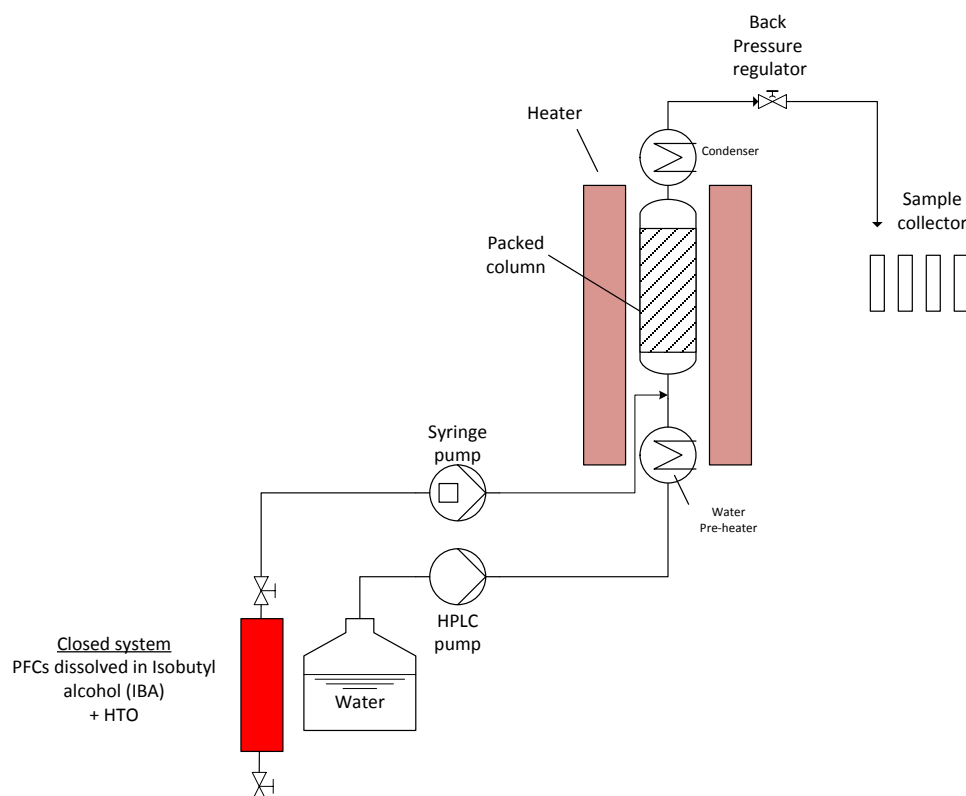 Back
Pressure
regulator
Heater
Condenser
Sample
collector
Packed
column
Syringe
pump
Water
Pre-heater
HPLC
pump
Closed system
PFCs dissolved in Isobutyl
alcohol (IBA)
+ HTO
Water